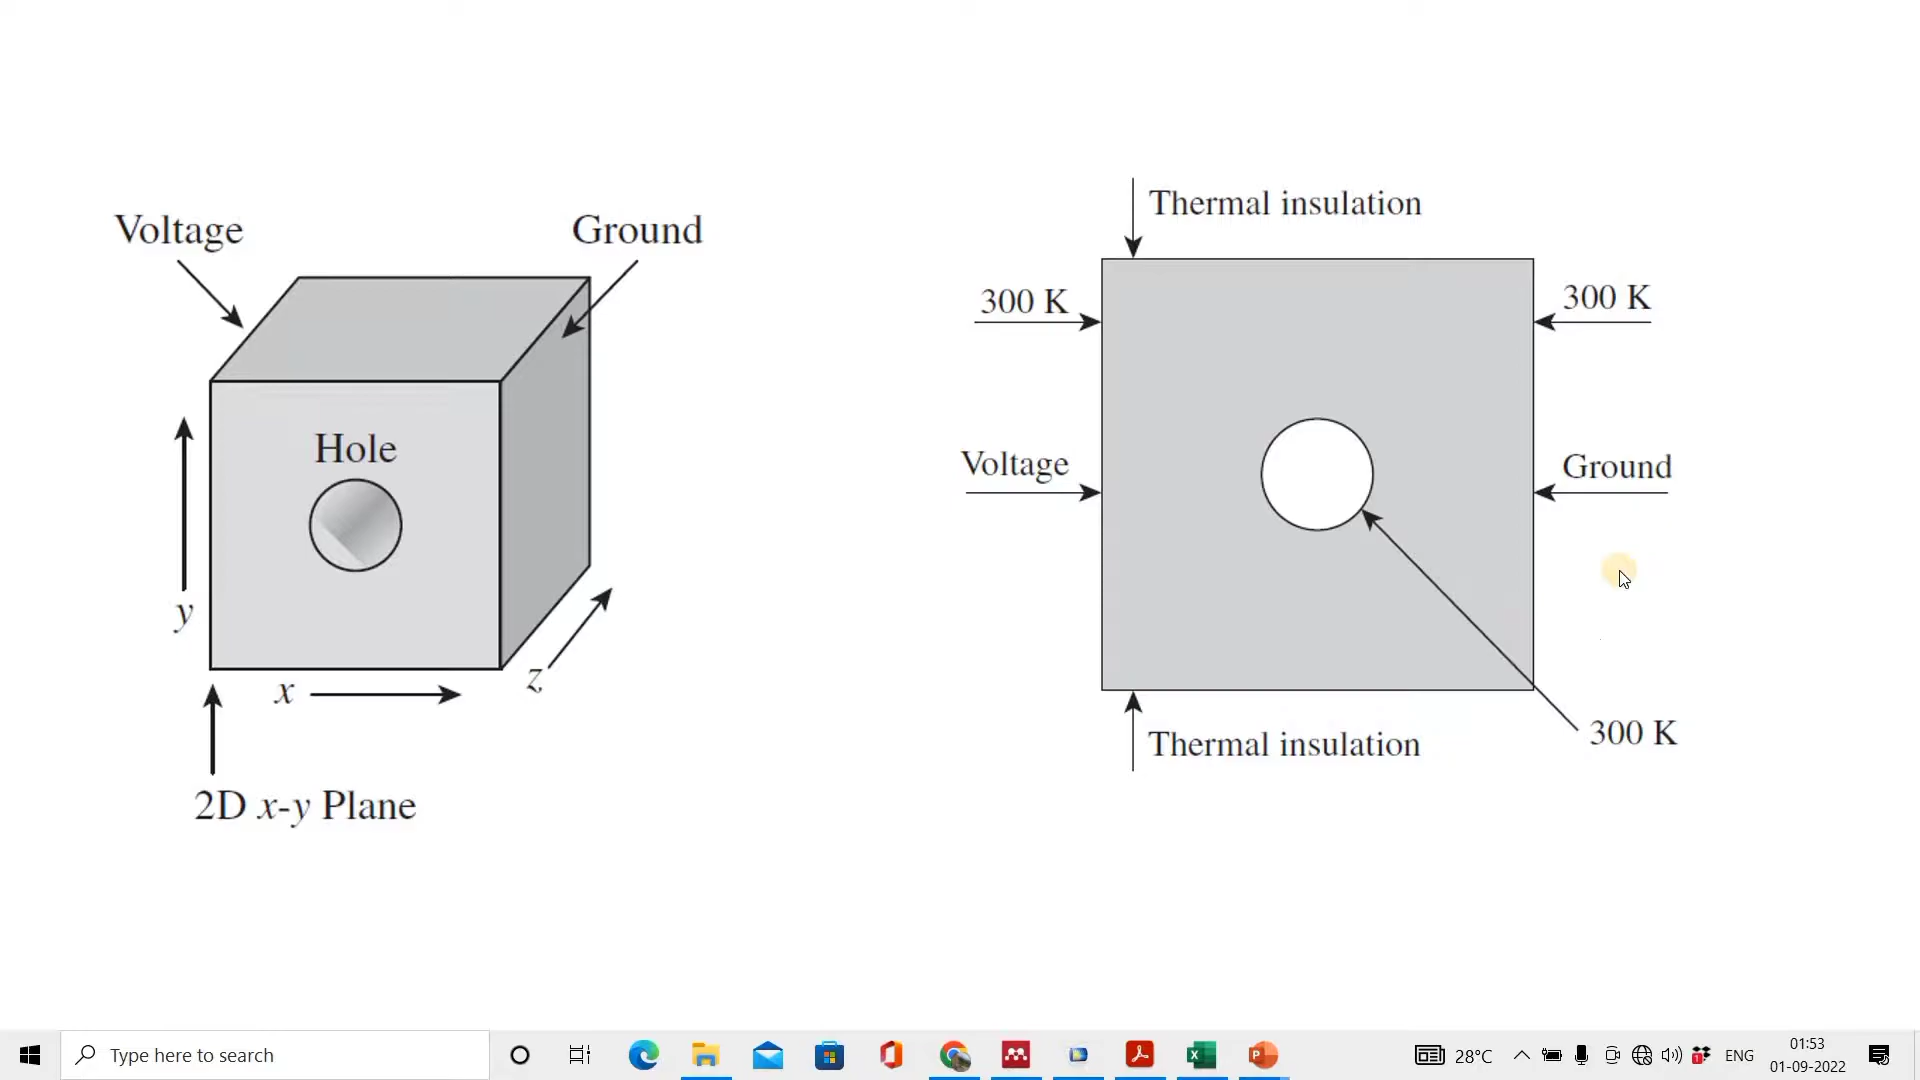 Voltage
Ground
Hole
y
x
z
2D x-y Plane
Thermal insulation
300 K
300 K
Voltage
Ground
300 K
Thermal insulation
Type here to search
28°C
ENG
01:53
01-09-2022